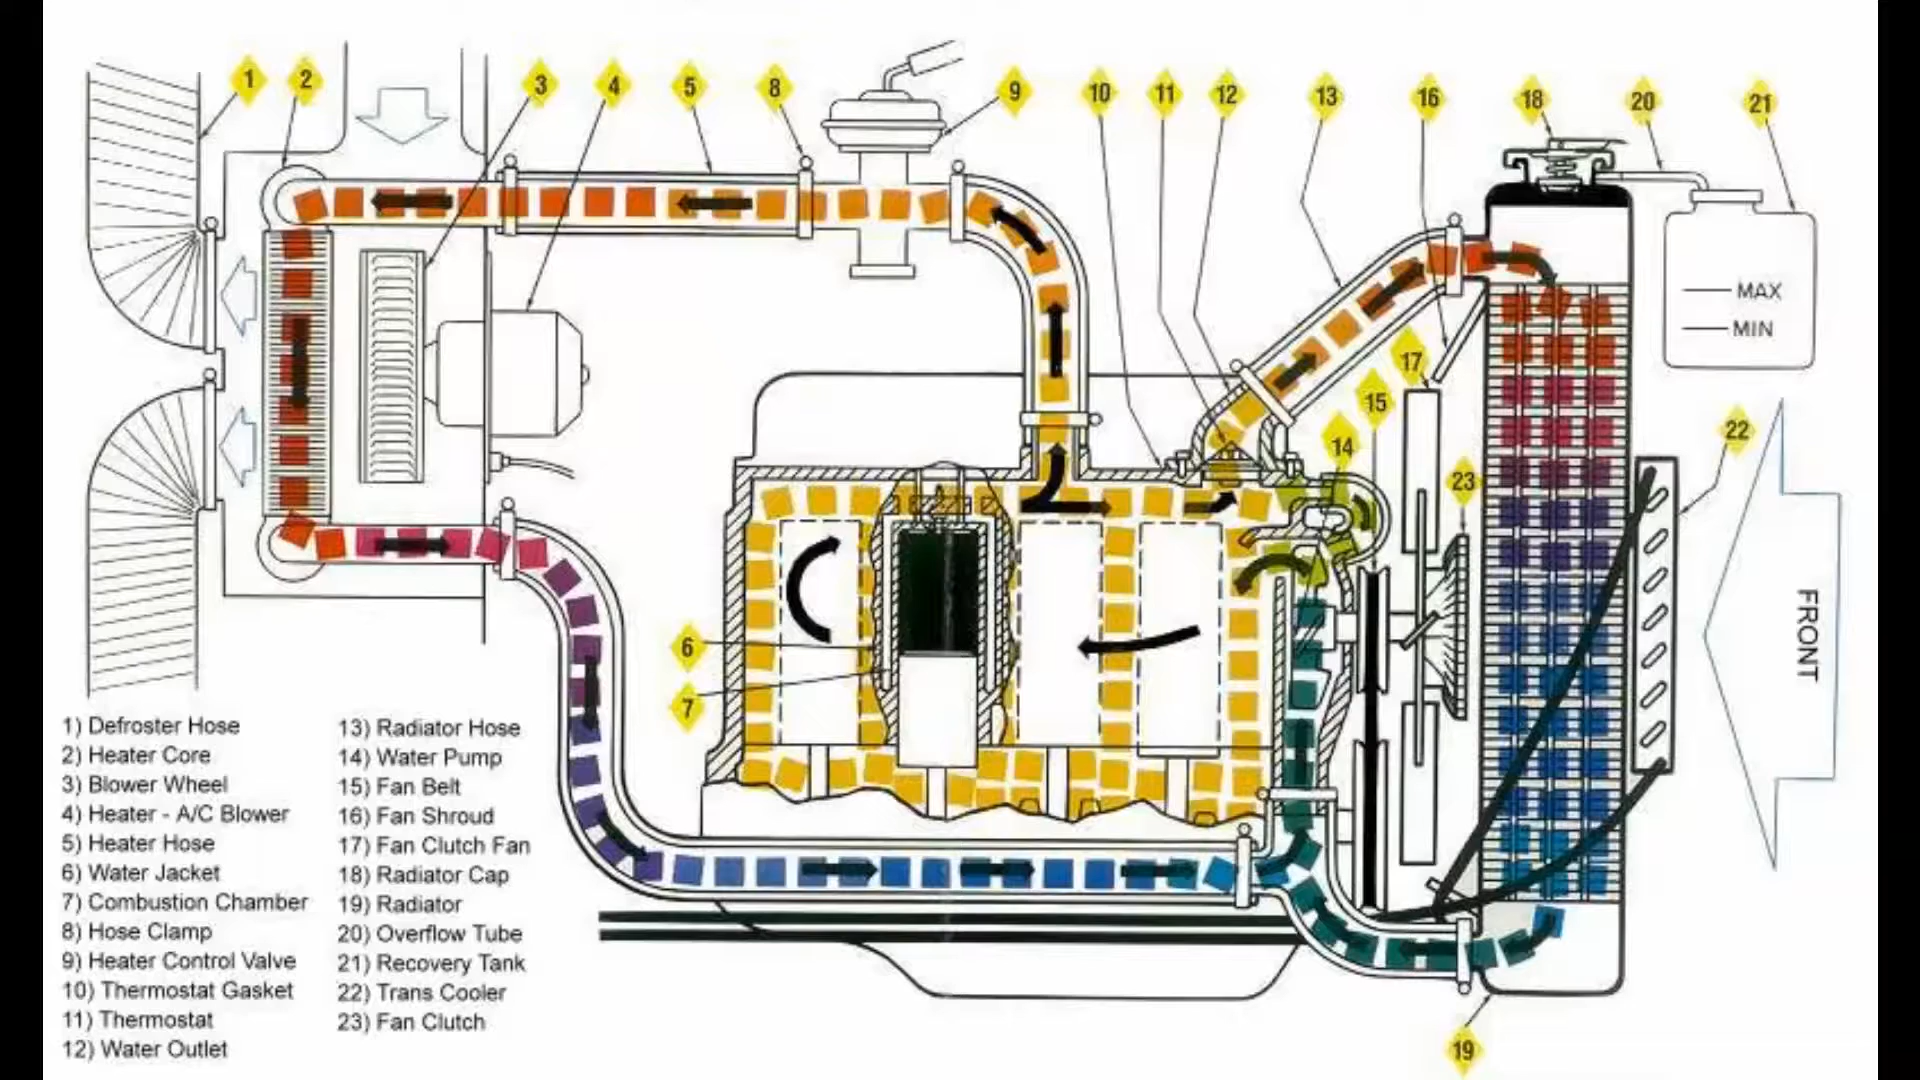 1 2 3 4 5 8 9 10 11 12 13 16 18 20 21
MAX
MIN
17
15
22
14
23
FRONT
6
7
19
1) Defroster Hose
2) Heater Core
3) Blower Wheel
4) Heater - A/C Blower
5) Heater Hose
6) Water Jacket
7) Combustion Chamber
8) Hose Clamp
9) Heater Control Valve
10) Thermostat Gasket
11) Thermostat
12) Water Outlet
13) Radiator Hose
14) Water Pump
15) Fan Belt
16) Fan Shroud
17) Fan Clutch Fan
18) Radiator Cap
19) Radiator
20) Overflow Tube
21) Recovery Tank
22) Trans Cooler
23) Fan Clutch